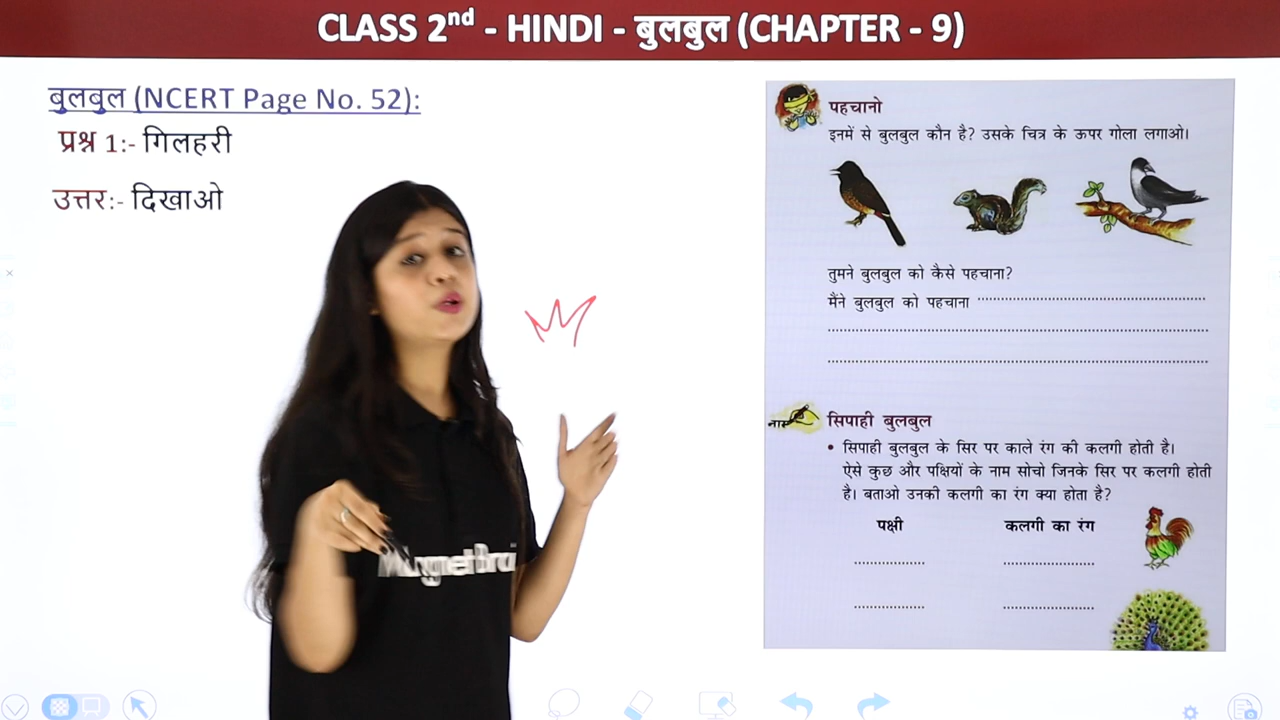 CLASS 2nd - HINDI - बुलबुल (CHAPTER - 9)
बुलबुल (NCERT Page No. 52):
प्रश्न 1:- गिलहरी
उत्तर:- दिखाओ
पहचानो
इनमें से बुलबुल कौन है? उसके चित्र के ऊपर गोला लगाओ।
तुमने बुलबुल को कैसे पहचाना?
मैंने बुलबुल को पहचाना
सिपाही बुलबुल
• सिपाही बुलबुल के सिर पर काले रंग की कलगी होती है।
ऐसे कुछ और पक्षियों के नाम सोचो जिनके सिर पर कलगी होती
है। बताओ उनकी कलगी का रंग क्या होता है?
पक्षी कलगी का रंग